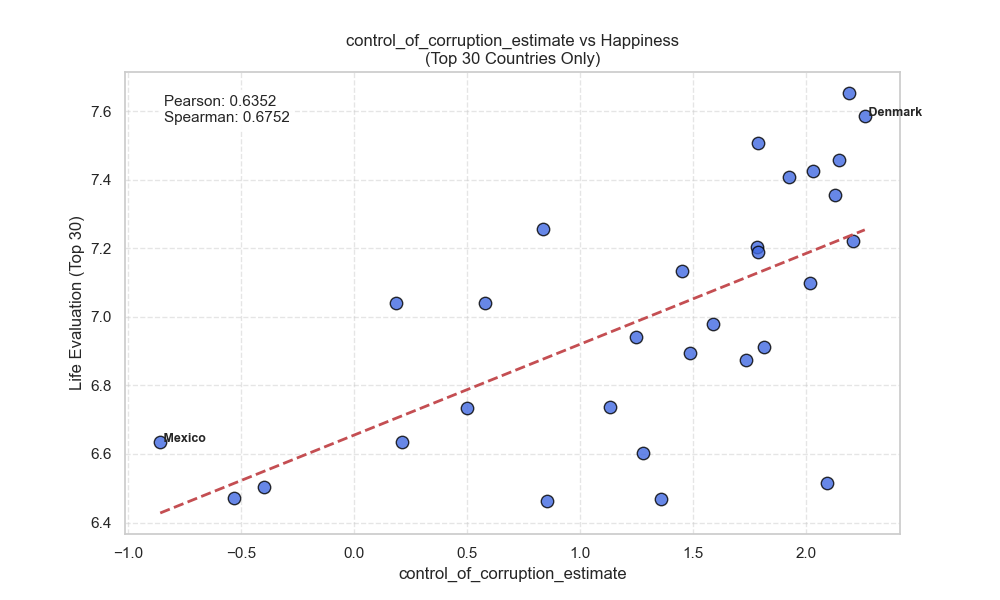 control_of_corruption_estimate vs Happiness
(Top 30 Countries Only)
Pearson: 0.6352
Spearman: 0.6752
Denmark
Mexico
Life Evaluation (Top 30)
7.6
7.4
7.2
7.0
6.8
6.6
6.4
−1.0 −0.5 0.0 0.5 1.0 1.5 2.0
control_of_corruption_estimate